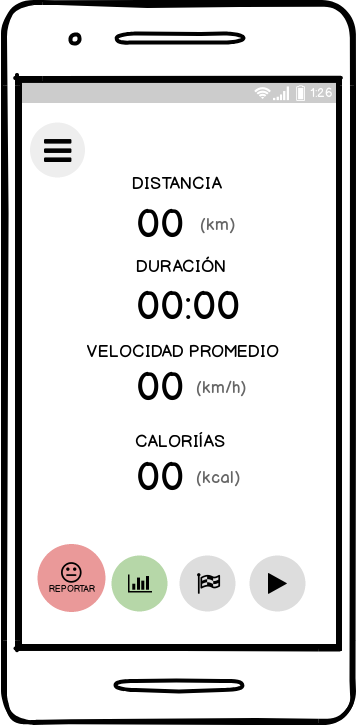 1:26
DISTANCIA
00 (km)
DURACIÓN
00:00
VELOCIDAD PROMEDIO
00 (km/h)
CALORIÍAS
00 (kcal)
REPORTAR